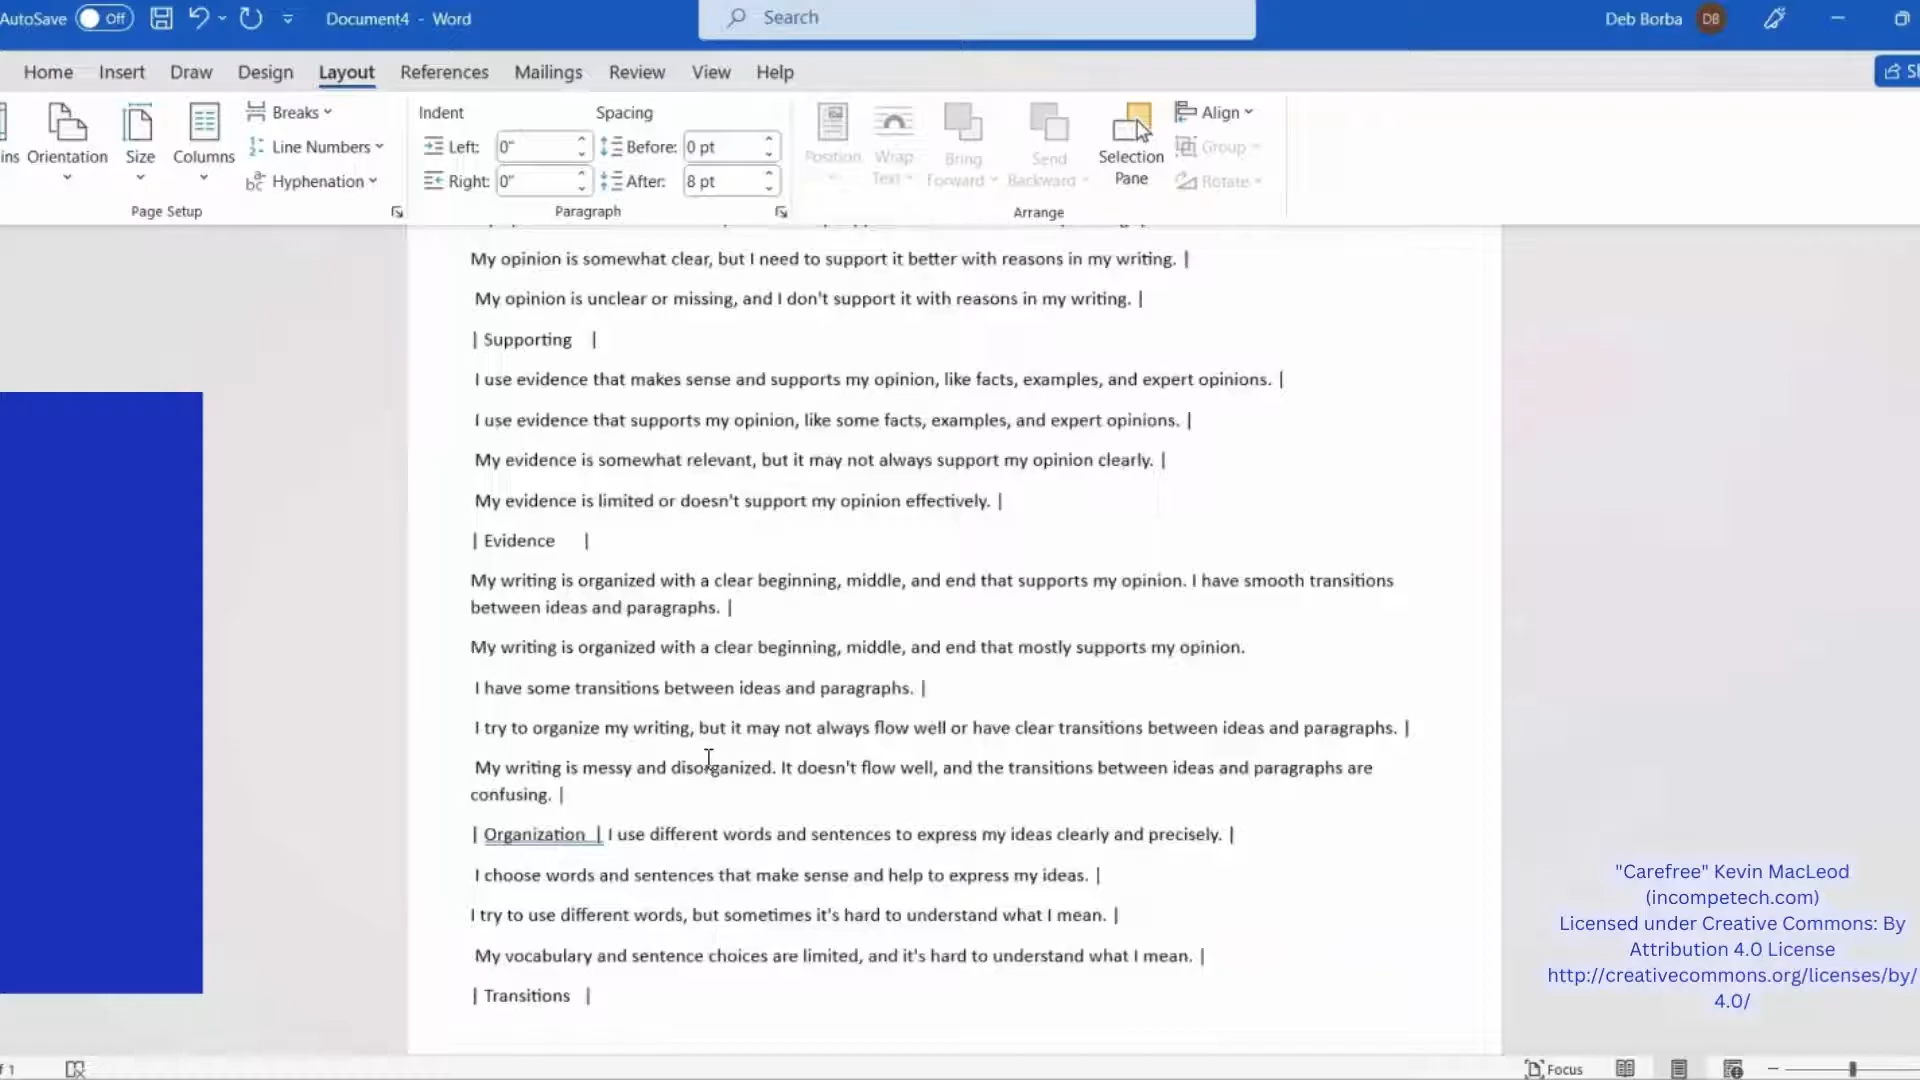 AutoSave Off Document4 - Word Search Deb Borba DB
Home Insert Draw Design Layout References Mailings Review View Help
Orientation Size Columns Breaks Line Numbers Hyphenation
Page Setup
Indent Spacing
Left: 0" Before: 0 pt
Right: 0" After: 8 pt
Paragraph
Position Wrap Text Bring Forward Send Backward Selection Pane Align Group Rotate
Arrange
My opinion is somewhat clear, but I need to support it better with reasons in my writing. |
My opinion is unclear or missing, and I don't support it with reasons in my writing. |
| Supporting |
I use evidence that makes sense and supports my opinion, like facts, examples, and expert opinions. |
I use evidence that supports my opinion, like some facts, examples, and expert opinions. |
My evidence is somewhat relevant, but it may not always support my opinion clearly. |
My evidence is limited or doesn't support my opinion effectively. |
| Evidence |
My writing is organized with a clear beginning, middle, and end that supports my opinion. I have smooth transitions
between ideas and paragraphs. |
My writing is organized with a clear beginning, middle, and end that mostly supports my opinion.
I have some transitions between ideas and paragraphs. |
I try to organize my writing, but it may not always flow well or have clear transitions between ideas and paragraphs. |
My writing is messy and disorganized. It doesn't flow well, and the transitions between ideas and paragraphs are
confusing. |
| Organization | I use different words and sentences to express my ideas clearly and precisely. |
I choose words and sentences that make sense and help to express my ideas. |
I try to use different words, but sometimes it's hard to understand what I mean. |
My vocabulary and sentence choices are limited, and it's hard to understand what I mean. |
| Transitions |
"Carefree" Kevin MacLeod
(incompetech.com)
Licensed under Creative Commons: By
Attribution 4.0 License
http://creativecommons.org/licenses/by/
4.0/
Focus